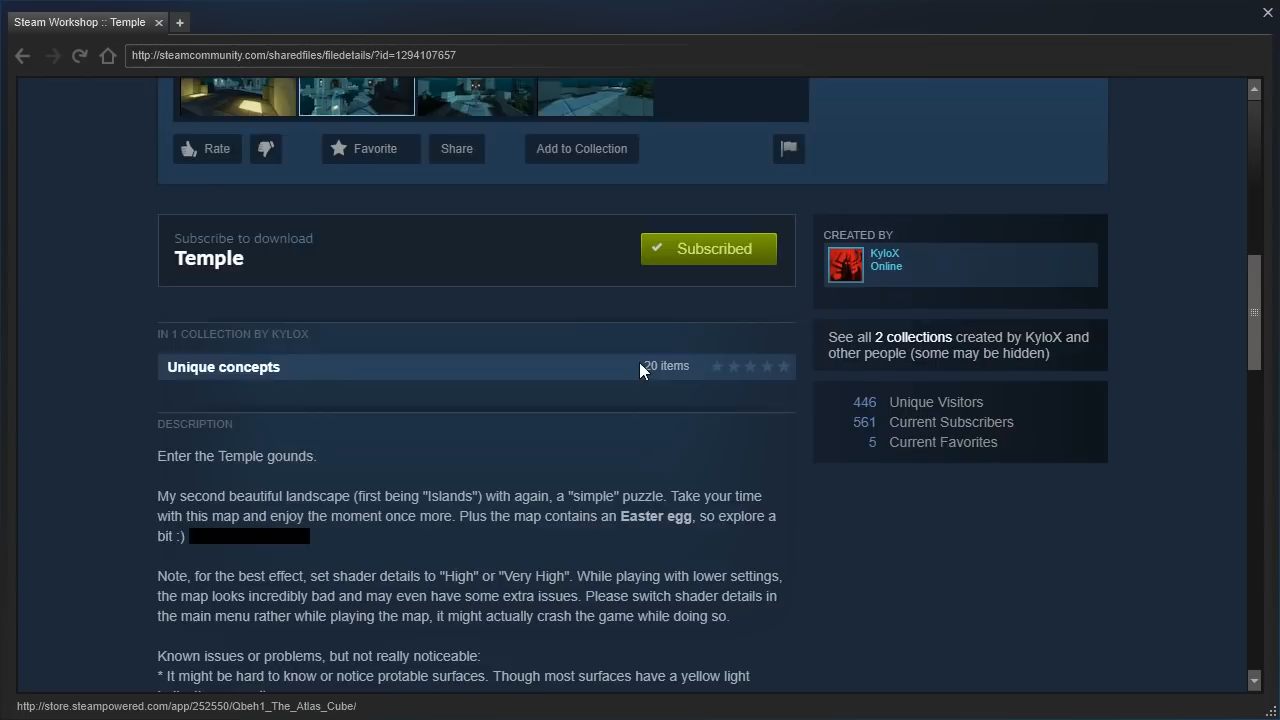 Steam Workshop :: Temple
http://steamcommunity.com/sharedfiles/filedetails/?id=1294107657
Rate
Favorite
Share
Add to Collection
Subscribe to download
Temple
Subscribed
CREATED BY
KyloX
Online
See all 2 collections created by KyloX and
other people (some may be hidden)
446 Unique Visitors
561 Current Subscribers
5 Current Favorites
IN 1 COLLECTION BY KYLOX
Unique concepts
20 items
DESCRIPTION
Enter the Temple gounds.
My second beautiful landscape (first being "Islands") with again, a "simple" puzzle. Take your time
with this map and enjoy the moment once more. Plus the map contains an Easter egg, so explore a
bit :)
Note, for the best effect, set shader details to "High" or "Very High". While playing with lower settings,
the map looks incredibly bad and may even have some extra issues. Please switch shader details in
the main menu rather while playing the map, it might actually crash the game while doing so.
Known issues or problems, but not really noticeable:
* It might be hard to know or notice protable surfaces. Though most surfaces have a yellow light
http://store.steampowered.com/app/252550/Qbeh1_The_Atlas_Cube/